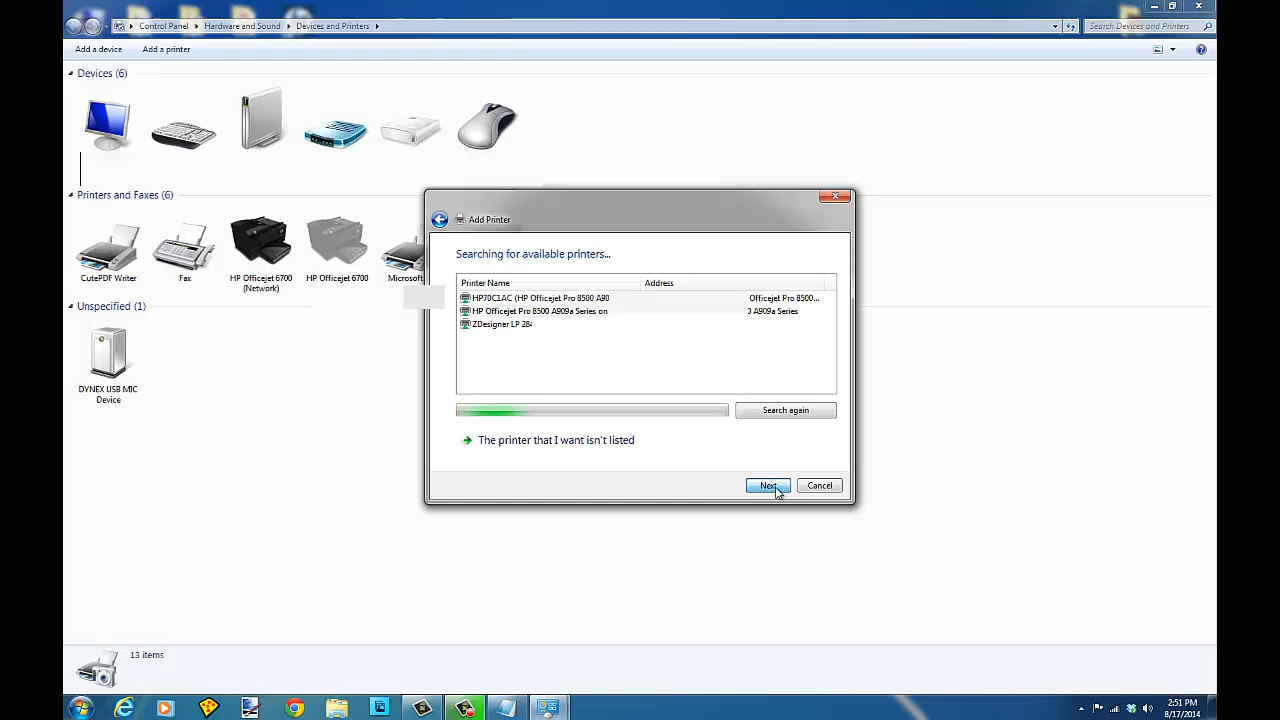 Control Panel Hardware and Sound Devices and Printers Search Devices and Printers
Add a device Add a printer
Devices (6)
Printers and Faxes (6)
CutePDF Writer
Fax
HP Officejet 6700
(Network)
HP Officejet 6700
Microsoft
Unspecified (1)
DYNEX USB MIC
Device
Add Printer
Searching for available printers...
Printer Name Address
HP70C1AC (HP Officejet Pro 8500 A90 Officejet Pro 8500...
HP Officejet Pro 8500 A909a Series on 0 A909a Series
ZDesigner LP 284
Search again
The printer that I want isn't listed
Next Cancel
13 items
2:51 PM
8/17/2014